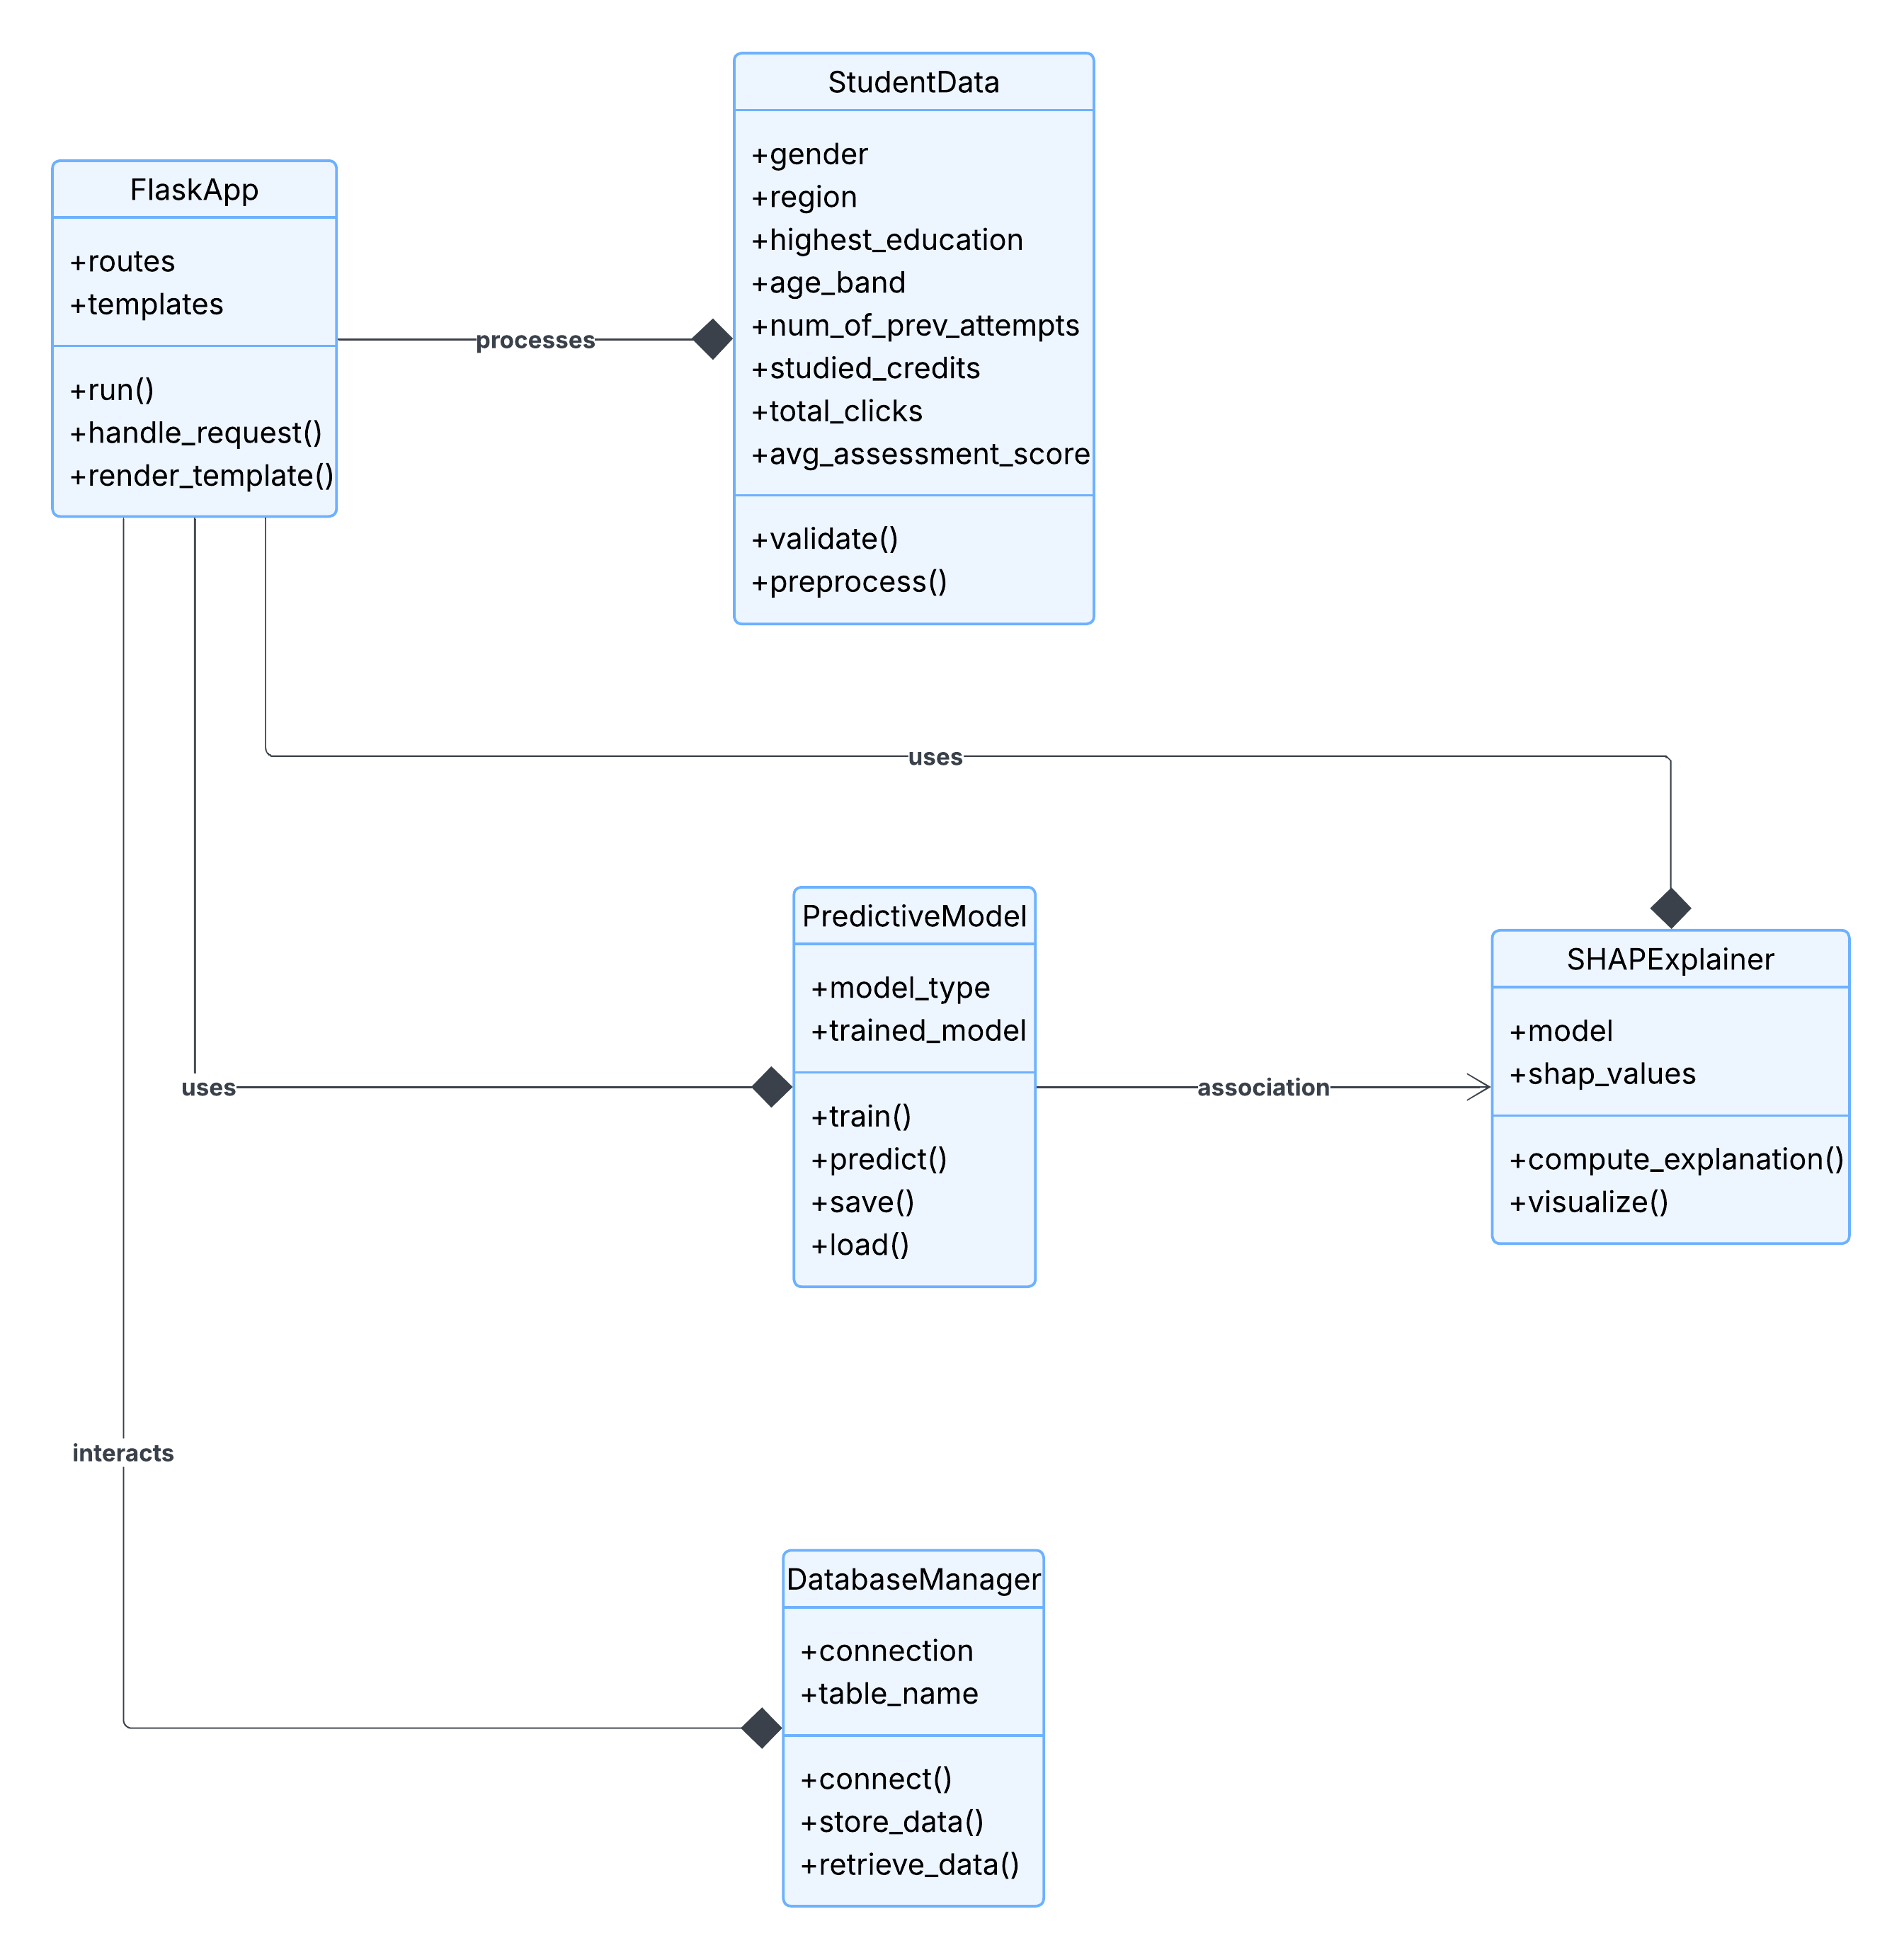 StudentData
+gender
+region
+highest_education
+age_band
+num_of_prev_attempts
+studied_credits
+total_clicks
+avg_assessment_score
+validate()
+preprocess()
FlaskApp
+routes
+templates
+run()
+handle_request()
+render_template()
processes
uses
PredictiveModel
+model_type
+trained_model
+train()
+predict()
+save()
+load()
uses
association
SHAPExplainer
+model
+shap_values
+compute_explanation()
+visualize()
interacts
DatabaseManager
+connection
+table_name
+connect()
+store_data()
+retrieve_data()